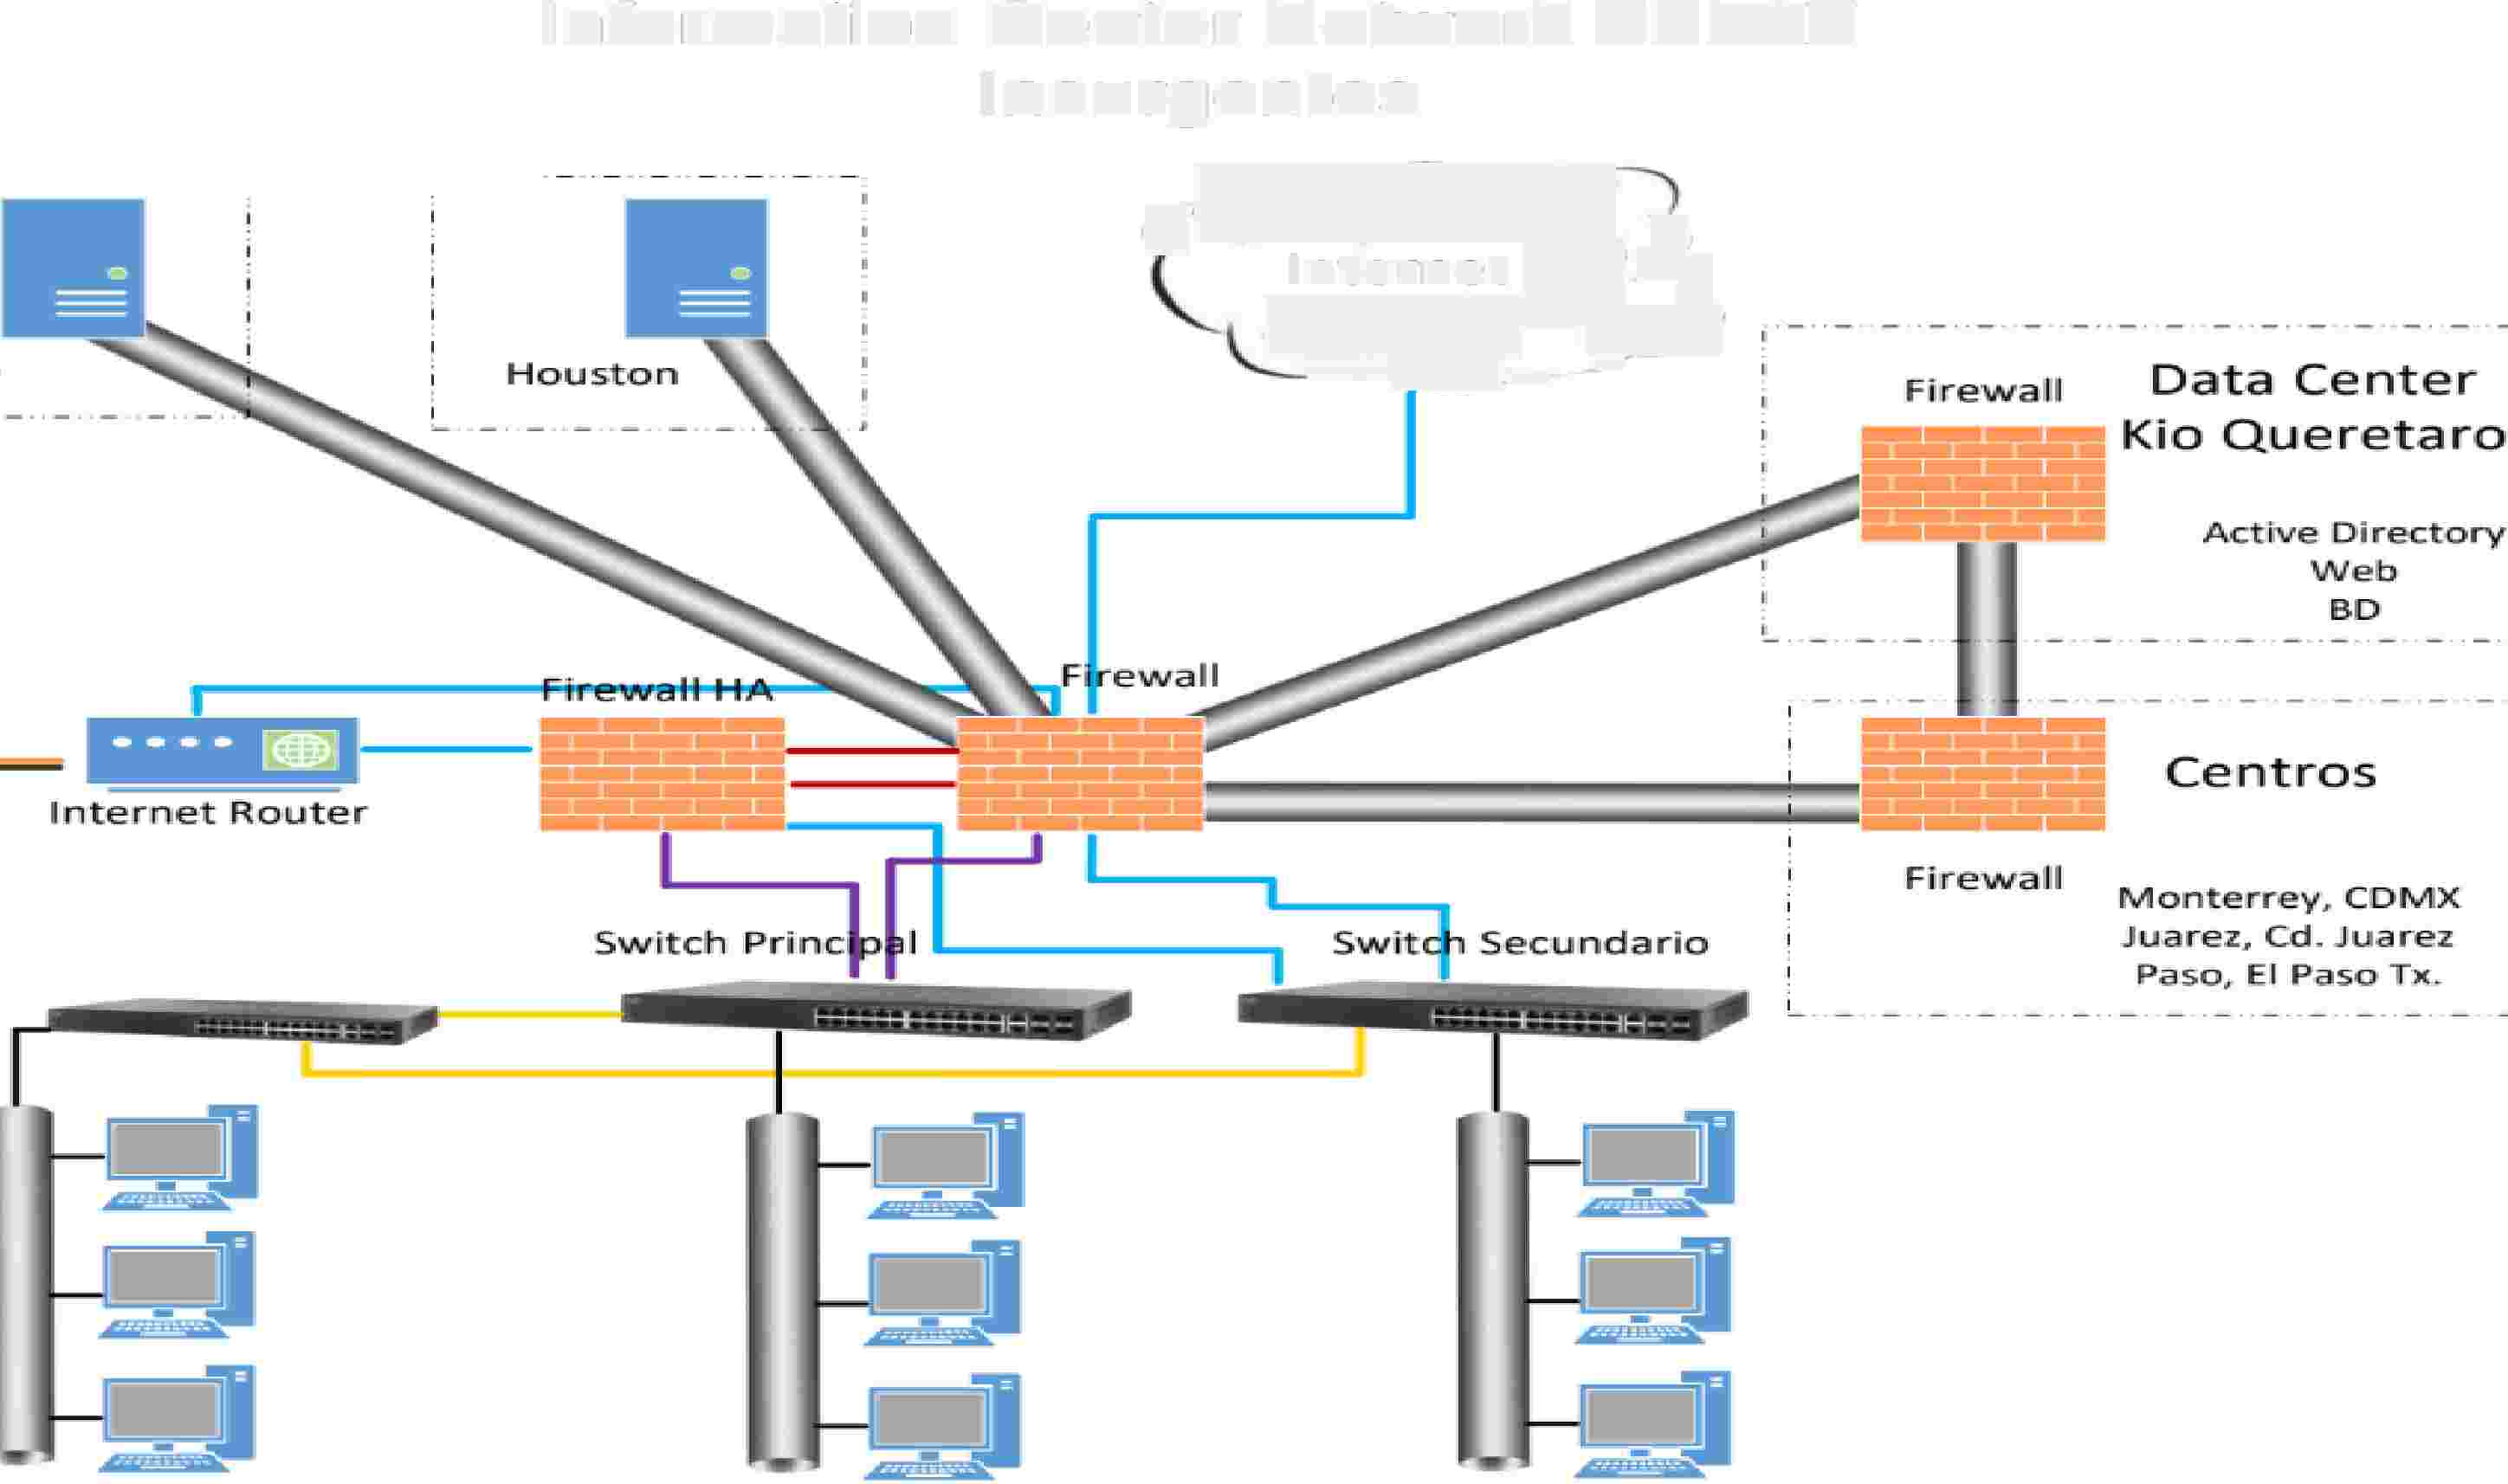 Houston
Firewall
Data Center
Kio Queretaro
Active Directory
Web
BD
Firewall HA
Firewall
Internet Router
Centros
Firewall
Monterrey, CDMX
Juarez, Cd. Juarez
Paso, El Paso Tx.
Switch Principal
Switch Secundario